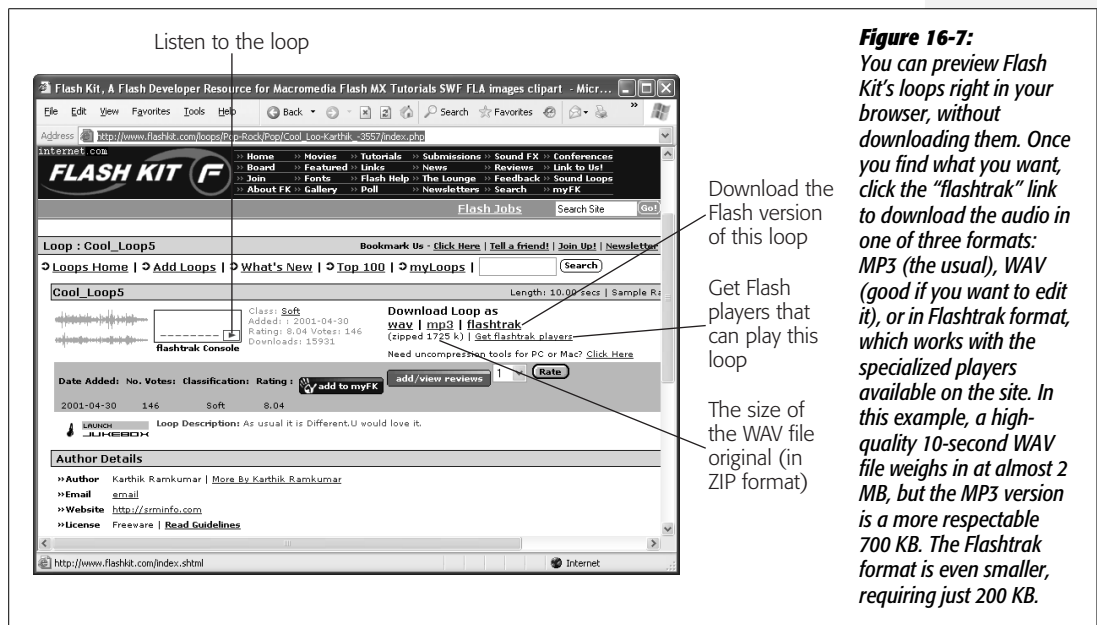 Listen to the loop
Flash Kit, A Flash Developer Resource for Macromedia Flash MX Tutorials SWF FLA images clipart - Micr...
File Edit View Favorites Tools Help Back Search Favorites »
Address http://www.flashkit.com/loops/Pop-Rock/Pop/Cool_Loo-Karthik_-3557/index.php
internet.com
FLASH KIT F
» Home » Movies » Tutorials » Submissions » Sound FX » Conferences
» Board » Featured » Links » News » Reviews » Link to Us!
» Join » Fonts » Flash Help » The Lounge » Feedback » Sound Loops
» About FK » Gallery » Poll » Newsletters » Search » myFK
Flash Jobs Search Site Go!
Loop : Cool_Loop5 Bookmark Us - Click Here | Tell a friend! | Join Up! | Newsletter
Loops Home | Add Loops | What's New | Top 100 | myLoops | Search
Cool_Loop5 Length: 10.00 secs | Sample Ra
Class: Soft
Added: : 2001-04-30
Rating: 8.04 Votes: 146
Downloads: 15931
flashtrak Console
Download Loop as
wav | mp3 | flashtrak
(zipped 1725 k) | Get flashtrak players
Need uncompression tools for PC or Mac? Click Here
Date Added: No. Votes: Classification: Rating : add to myFK add/view reviews 1 Rate
2001-04-30 146 Soft 8.04
LAUNCH JUKEBOX
Loop Description: As usual it is Different.U would love it.
Author Details
»Author Karthik Ramkumar | More By Karthik Ramkumar
»Email email
»Website http://srminfo.com
»License Freeware | Read Guidelines
http://www.flashkit.com/index.shtml Internet
Download the
Flash version
of this loop
Get Flash
players that
can play this
loop
The size of
the WAV file
original (in
ZIP format)
Figure 16-7:
You can preview Flash
Kit's loops right in your
browser, without
downloading them. Once
you find what you want,
click the “flashtrak” link
to download the audio in
one of three formats:
MP3 (the usual), WAV
(good if you want to edit
it), or in Flashtrak format,
which works with the
specialized players
available on the site. In
this example, a high-
quality 10-second WAV
file weighs in at almost 2
MB, but the MP3 version
is a more respectable
700 KB. The Flashtrak
format is even smaller,
requiring just 200 KB.